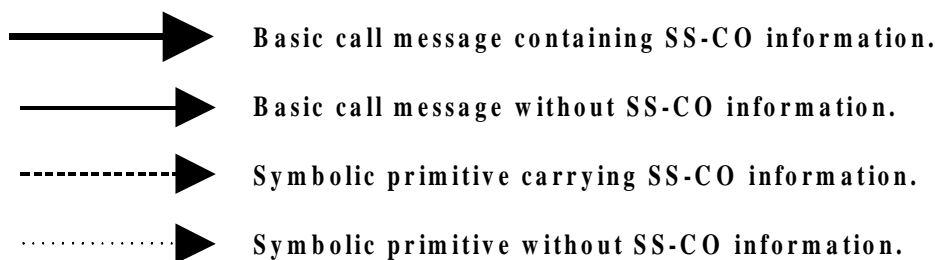 Basic call message containing SS-CO information.
Basic call message without SS-CO information.
Symbolic primitive carrying SS-CO information.
Symbolic primitive without SS-CO information.